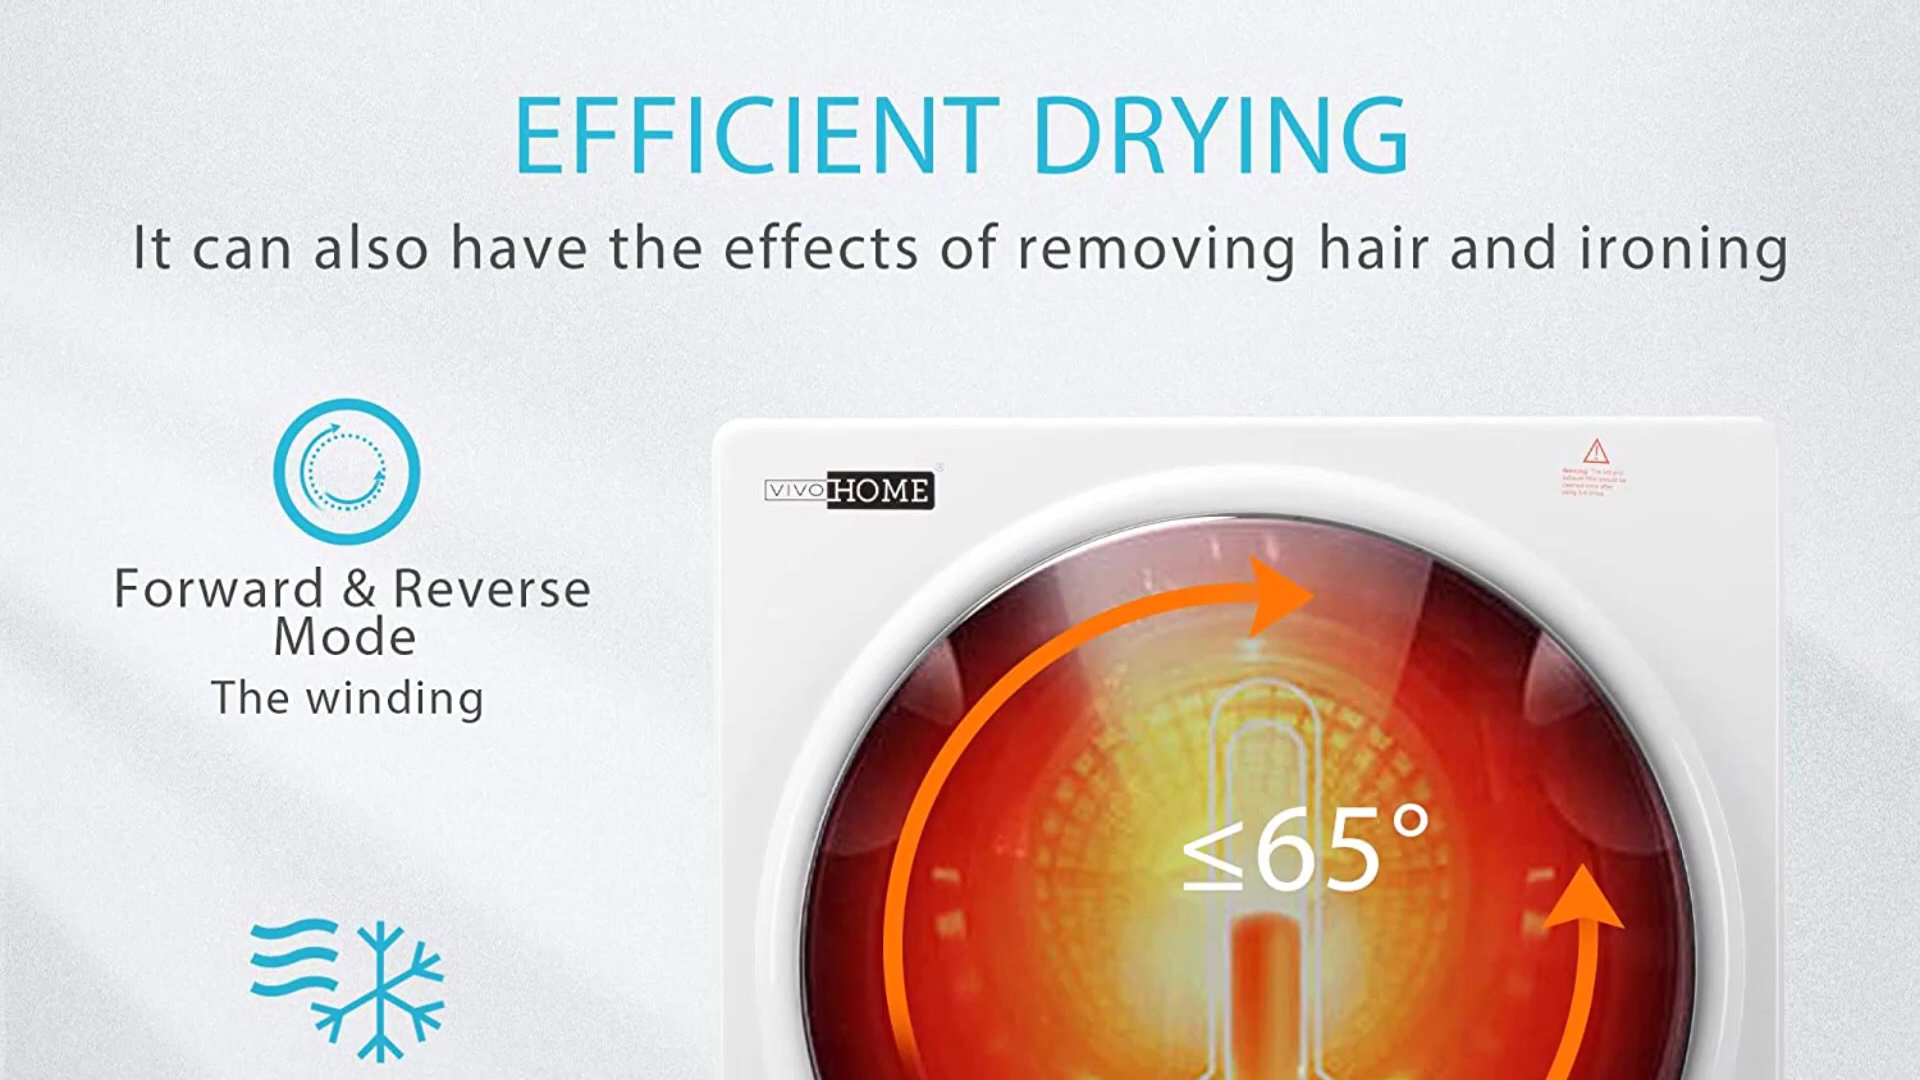 EFFICIENT DRYING
It can also have the effects of removing hair and ironing
VIVOHOME
®
Forward & Reverse
Mode
The winding
≤65°